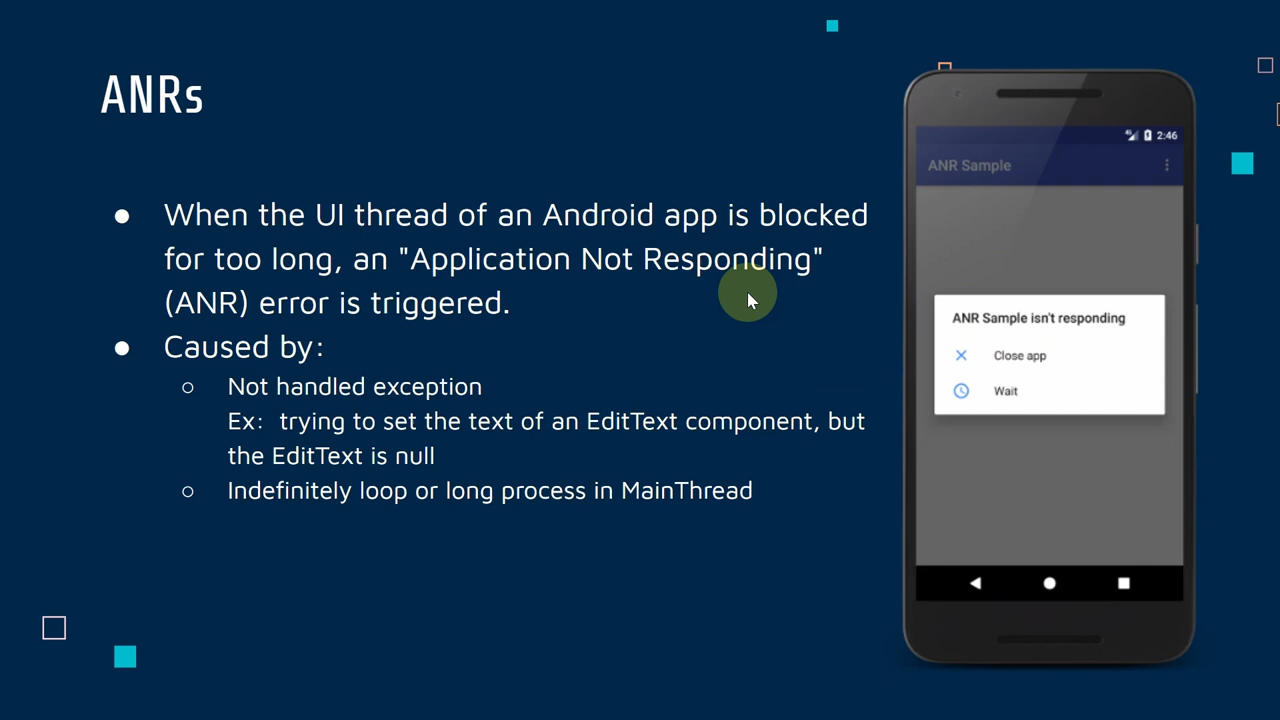 ANRs
● When the UI thread of an Android app is blocked
for too long, an "Application Not Responding"
(ANR) error is triggered.
● Caused by:
○ Not handled exception
Ex: trying to set the text of an EditText component, but
the EditText is null
○ Indefinitely loop or long process in MainThread
2:46
ANR Sample
ANR Sample isn't responding
Close app
Wait